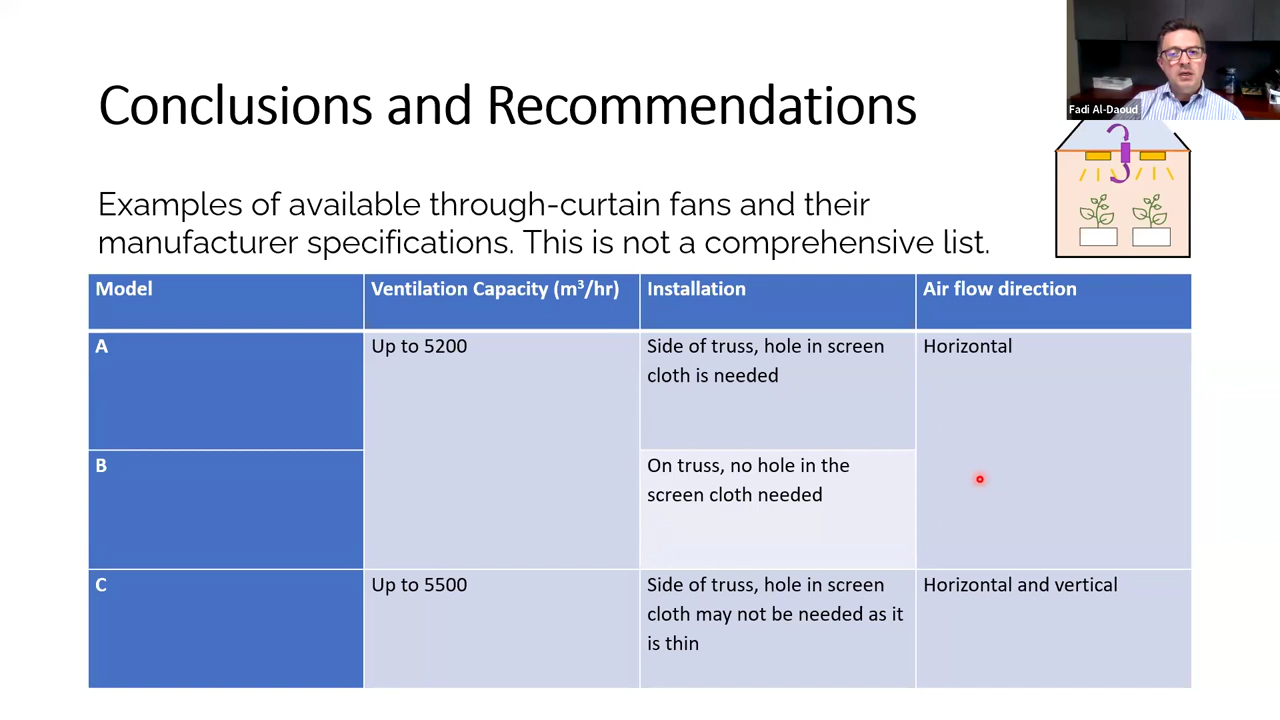 Fadi Al-Daoud
Conclusions and Recommendations
Examples of available through-curtain fans and their
manufacturer specifications. This is not a comprehensive list.
Model
Ventilation Capacity (m³/hr)
Installation
Air flow direction
A
Up to 5200
Side of truss, hole in screen
cloth is needed
Horizontal
B
On truss, no hole in the
screen cloth needed
C
Up to 5500
Side of truss, hole in screen
cloth may not be needed as it
is thin
Horizontal and vertical